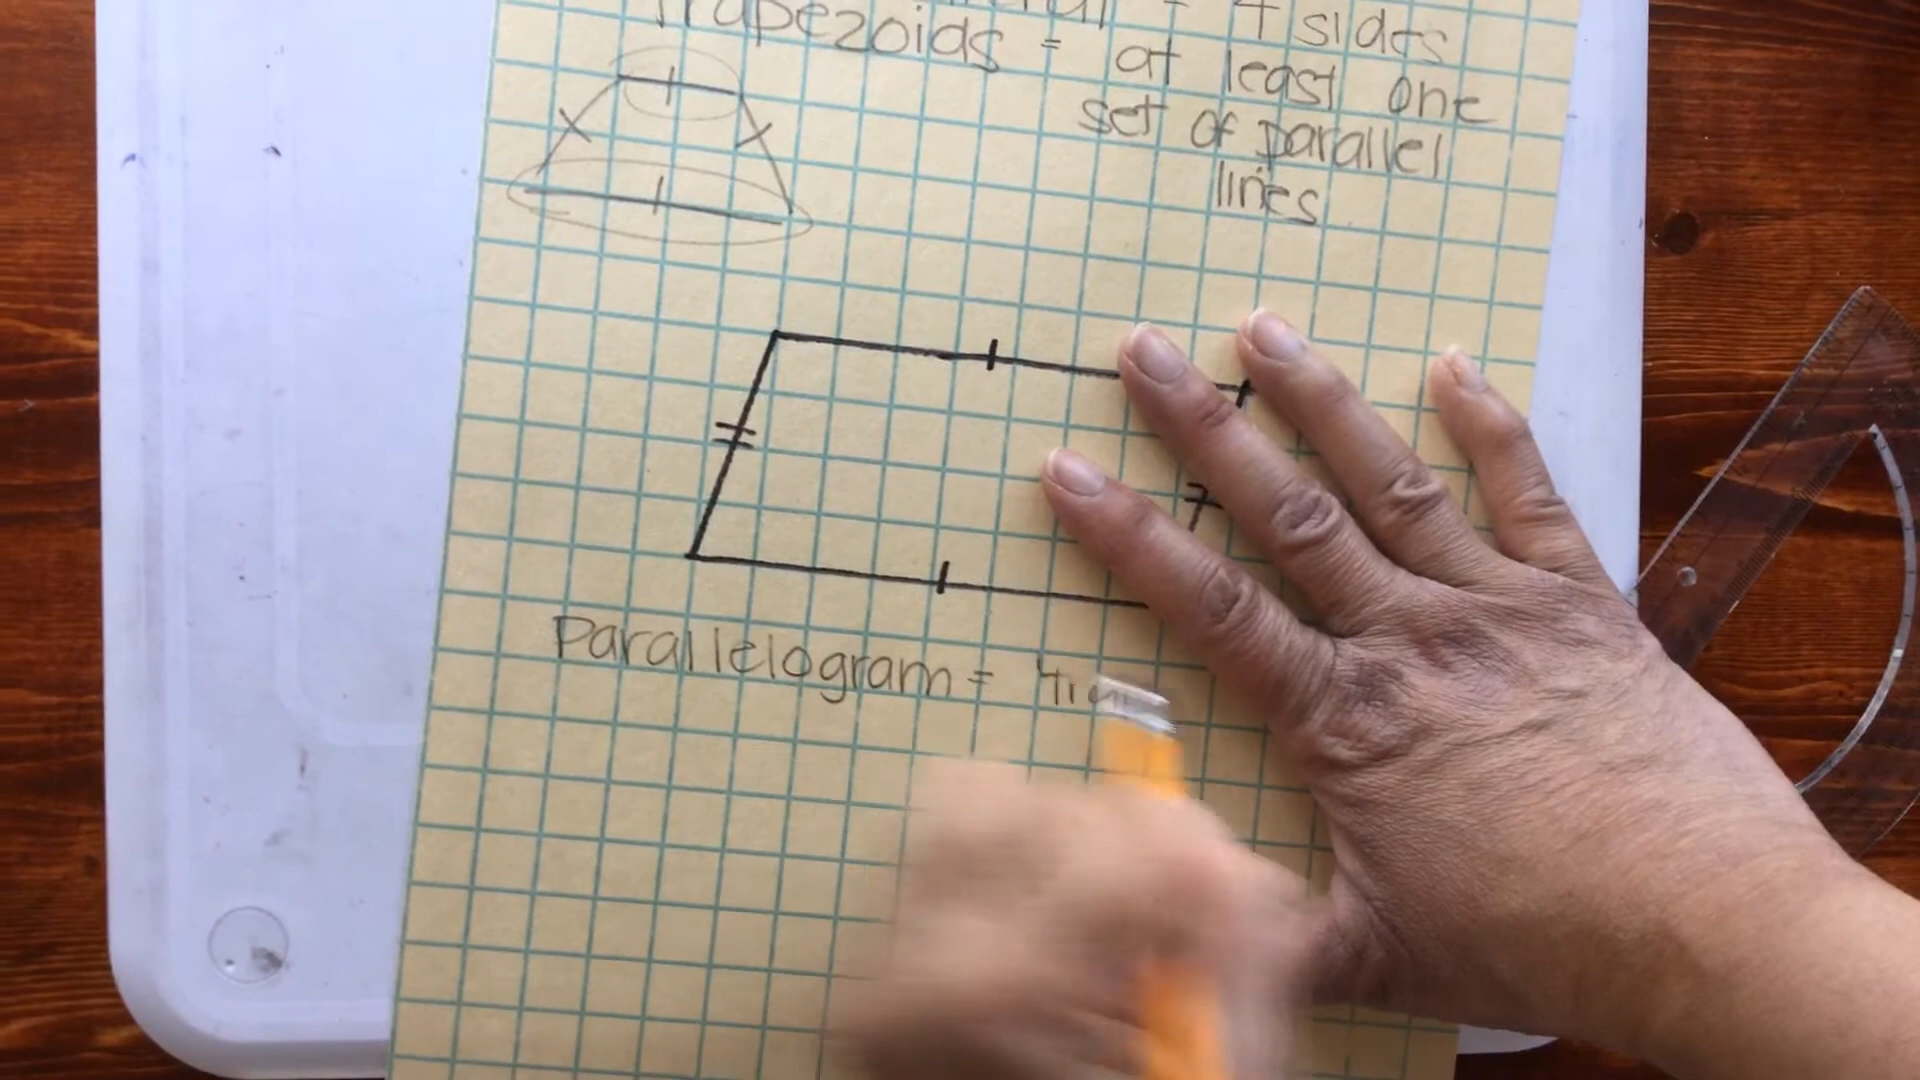 = 4 sides
Trapezoids = at least one
set of parallel
lines
Parallelogram =